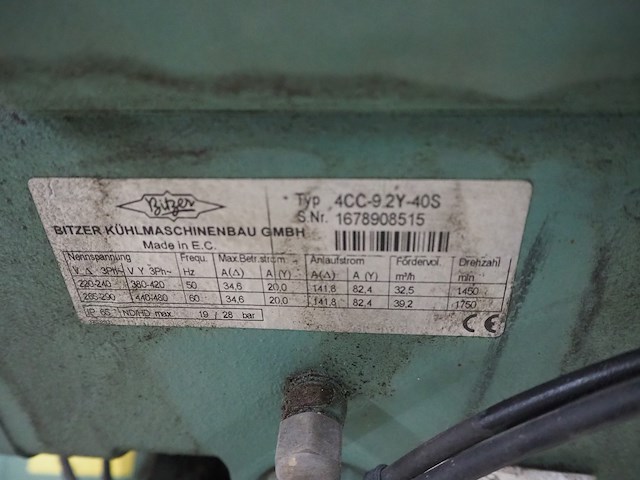 Bitzer
Typ 4CC-9.2Y-40S
S.Nr. 1678908515
BITZER KÜHLMASCHINENBAU GMBH
Made in E.C.
Nennspannung Frequ. Max.Betr.strom Anlaufstrom Fördervol. Drehzahl
V △ 3Ph~ V Y 3Ph~ Hz A(△) A (Y) A(△) A (Y) m³/h min
220-240 380-420 50 34,6 20,0 141,8 82,4 32,5 1450
265-290 440-480 60 34,6 20,0 141,8 82,4 39,2 1750
IP 65 ND/HD max. 19 / 28 bar
CE